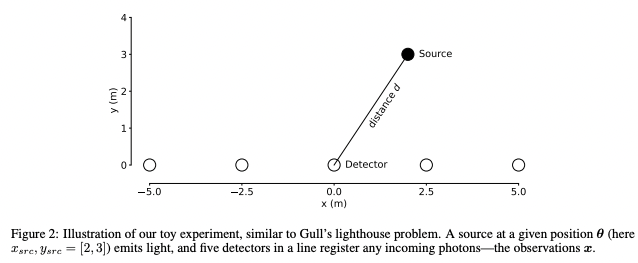 4
3
2
1
0
y (m)
Source
distance d
Detector
−5.0 −2.5 0.0 2.5 5.0
x (m)
Figure 2: Illustration of our toy experiment, similar to Gull's lighthouse problem. A source at a given position θ (here
x_src, y_src = [2, 3]) emits light, and five detectors in a line register any incoming photons—the observations x.